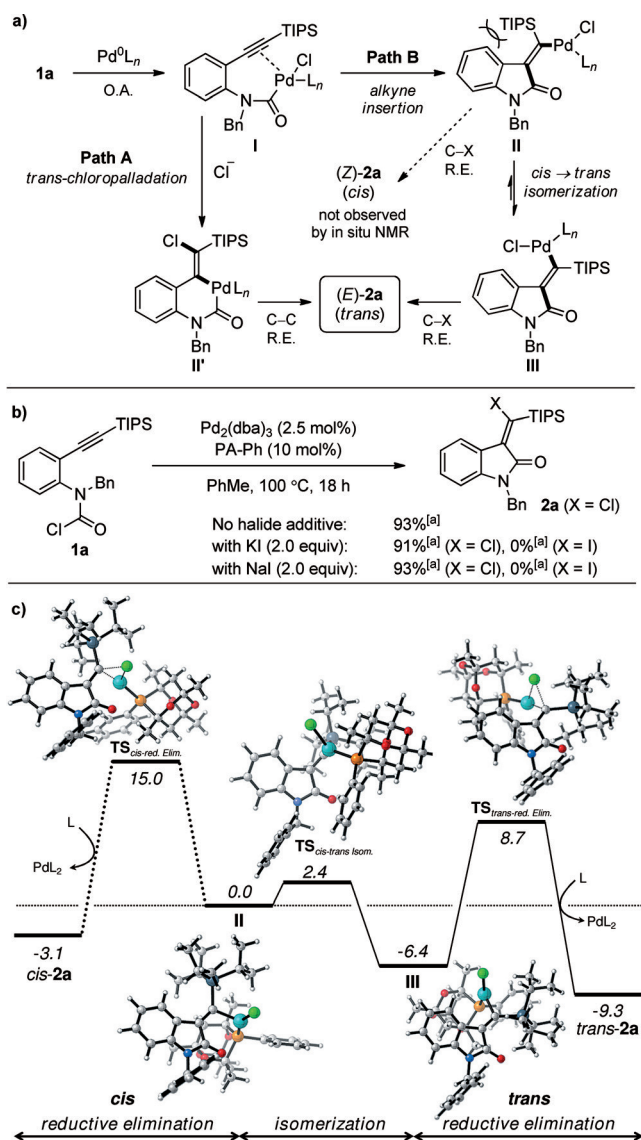 a)
1a
Pd⁰Lₙ
O.A.
TIPS
Cl
Pd
Lₙ
N
O
Bn
I
Path B
alkyne
insertion
TIPS
Pd
Cl
Lₙ
O
N
Bn
II
Path A
trans-chloropalladation
Cl⁻
(Z)-2a
(cis)
not observed
by in situ NMR
C–X
R.E.
cis → trans
isomerization
Cl
TIPS
PdLₙ
N
O
Bn
II'
C–C
R.E.
(E)-2a
(trans)
C–X
R.E.
Lₙ
Cl-Pd
TIPS
O
N
Bn
III
b)
TIPS
Bn
N
Cl
O
1a
Pd₂(dba)₃ (2.5 mol%)
PA-Ph (10 mol%)
PhMe, 100 °C, 18 h
X
TIPS
O
N
Bn
2a (X = Cl)
No halide additive: 93%[a]
with KI (2.0 equiv): 91%[a] (X = Cl), 0%[a] (X = I)
with NaI (2.0 equiv): 93%[a] (X = Cl), 0%[a] (X = I)
c)
TScis-red. Elim.
15.0
TScis-trans Isom.
2.4
TStrans-red. Elim.
8.7
L
PdL₂
0.0
II
-3.1
cis-2a
-6.4
III
L
PdL₂
-9.3
trans-2a
cis
trans
reductive elimination
isomerization
reductive elimination